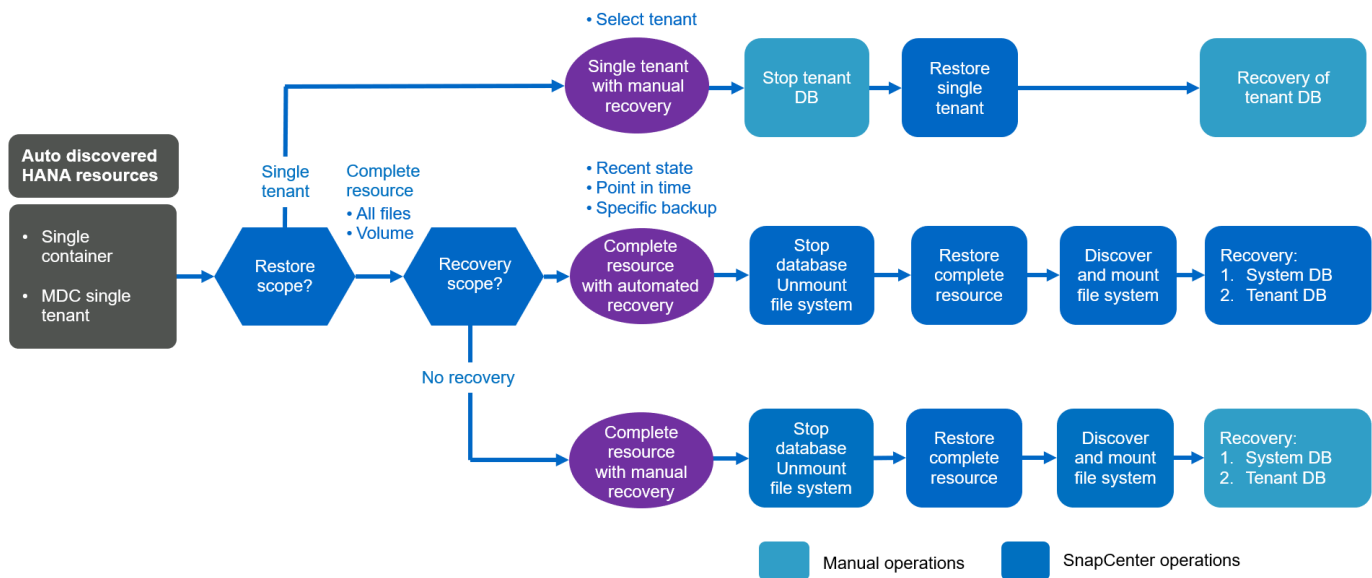 • Select tenant
Single tenant
with manual
recovery
Stop tenant
DB
Restore
single
tenant
Recovery of
tenant DB
Auto discovered
HANA resources
• Single
container
• MDC single
tenant
Single
tenant
Complete
resource
• All files
• Volume
Restore
scope?
Recovery
scope?
• Recent state
• Point in time
• Specific backup
Complete
resource
with automated
recovery
Stop
database
Unmount
file system
Restore
complete
resource
Discover
and mount
file system
Recovery:
1. System DB
2. Tenant DB
No recovery
Complete
resource
with manual
recovery
Stop
database
Unmount
file system
Restore
complete
resource
Discover
and mount
file system
Recovery:
1. System DB
2. Tenant DB
Manual operations
SnapCenter operations